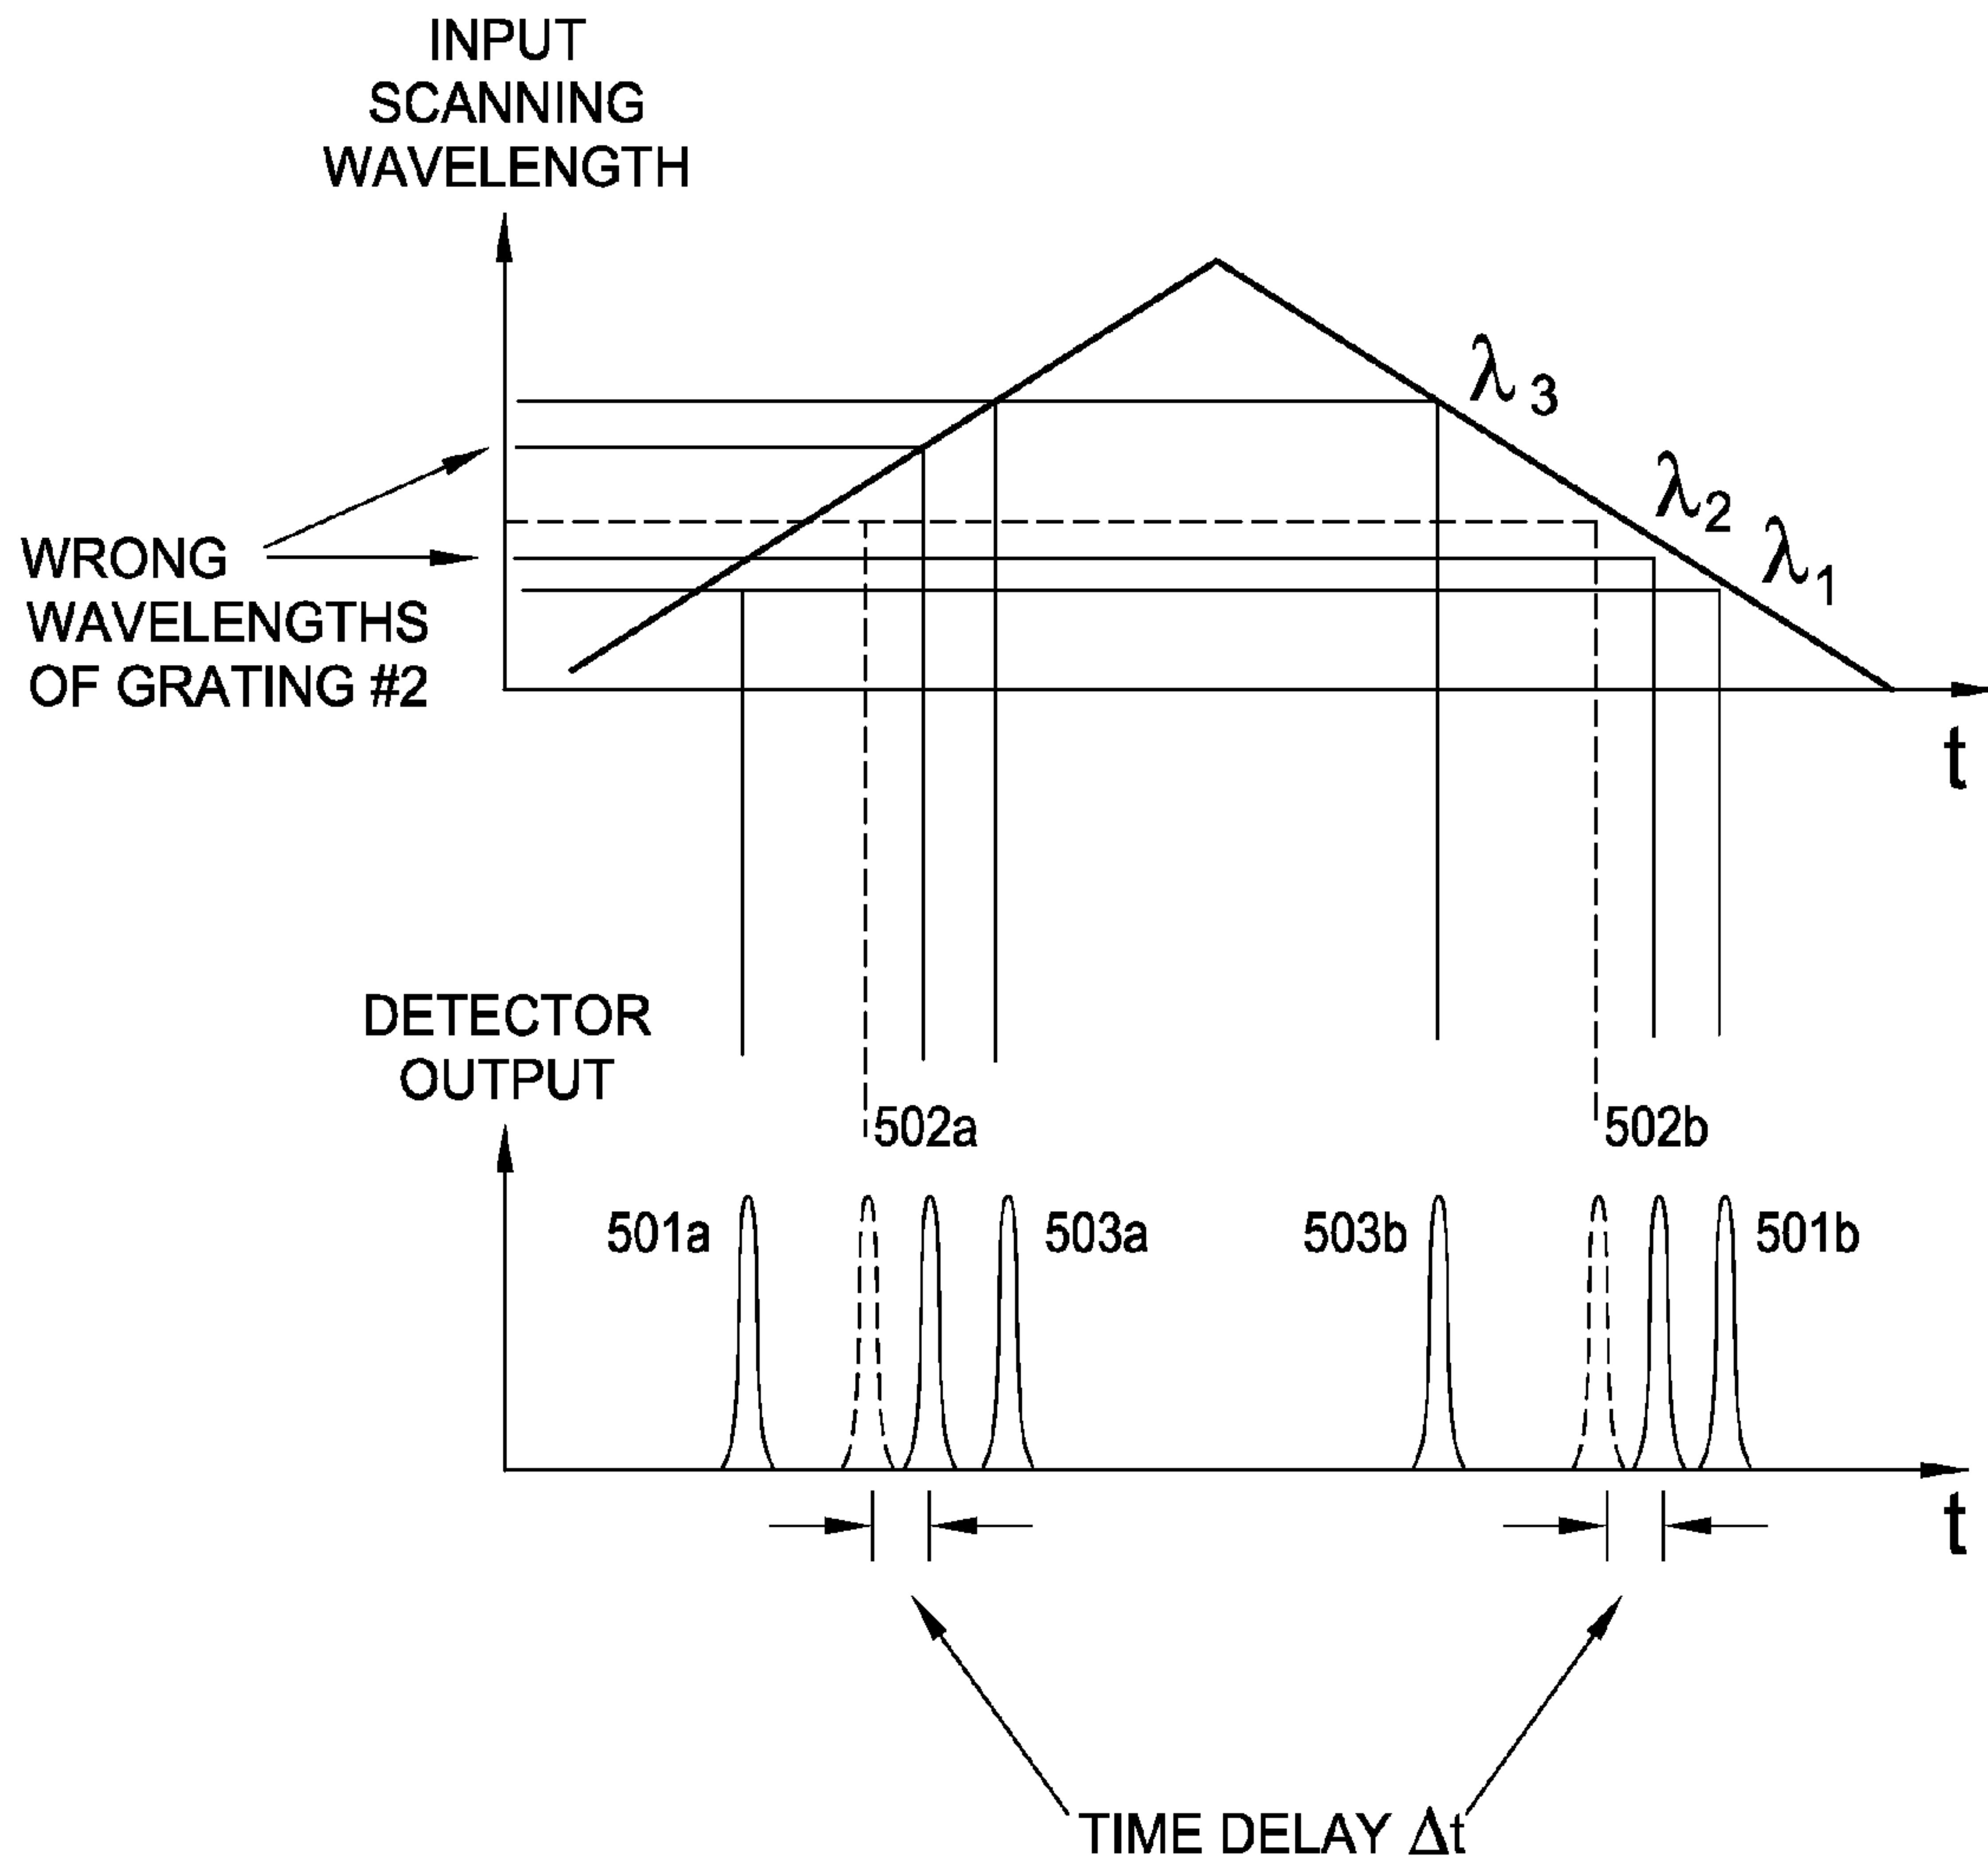 INPUT
SCANNING
WAVELENGTH
λ3
λ2
λ1
WRONG
WAVELENGTHS
OF GRATING #2
t
DETECTOR
OUTPUT
502a
502b
501a
503a
503b
501b
t
TIME DELAY Δt